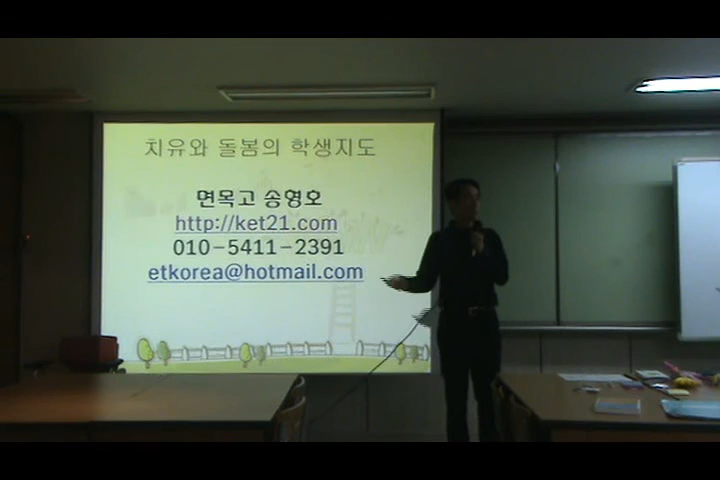 치유와 돌봄의 학생지도
면목고 송형호
http://ket21.com
010-5411-2391
etkorea@hotmail.com